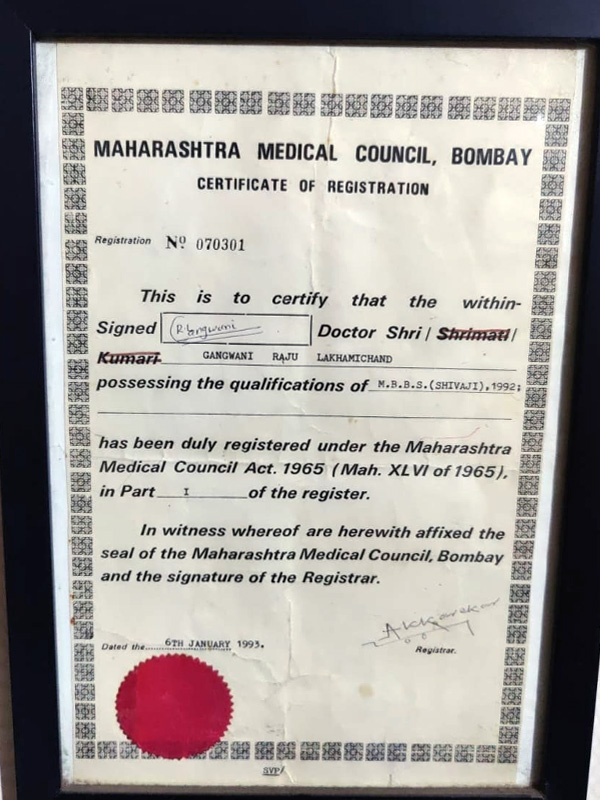 MAHARASHTRA MEDICAL COUNCIL, BOMBAY
CERTIFICATE OF REGISTRATION
Registration Nº 070301
This is to certify that the within-
Signed Doctor Shri / Shrimati /
Kumari GANGWANI RAJU LAKHAMICHAND
possessing the qualifications of M.B.B.S.(SHIVAJI),1992;
has been duly registered under the Maharashtra
Medical Council Act. 1965 (Mah. XLVI of 1965),
in Part I of the register.
In witness whereof are herewith affixed the
seal of the Maharashtra Medical Council, Bombay
and the signature of the Registrar.
Dated the 6TH JANUARY 1993.
Registrar.
SVP/